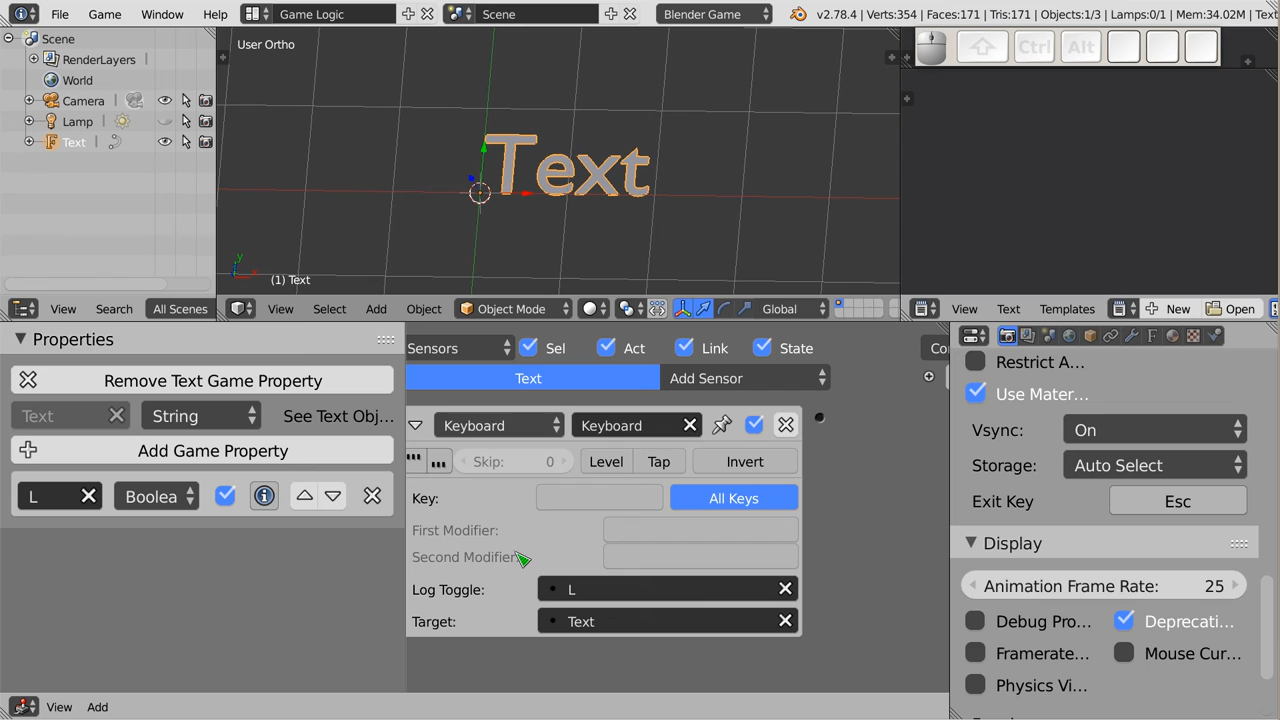 File Game Window Help Game Logic Scene Blender Game v2.78.4 | Verts:354 | Faces:171 | Tris:171 | Objects:1/3 | Lamps:0/1 | Mem:34.02M | Text
Scene
RenderLayers
World
Camera
Lamp
Text
View Search All Scenes
User Ortho
Text
y
(1) Text
View Select Add Object Object Mode Global
Ctrl Alt
View Text Templates New Open
Properties
Remove Text Game Property
Text String See Text Obj...
Add Game Property
L Boolea
Sensors Sel Act Link State Co
Text Add Sensor
Keyboard Keyboard
Skip: 0 Level Tap Invert
Key: All Keys
First Modifier:
Second Modifier
Log Toggle: L
Target: Text
View Add
Restrict A...
Use Mater...
Vsync: On
Storage: Auto Select
Exit Key Esc
Display
Animation Frame Rate: 25
Debug Pro... Deprecati...
Framerate... Mouse Cur...
Physics Vi...